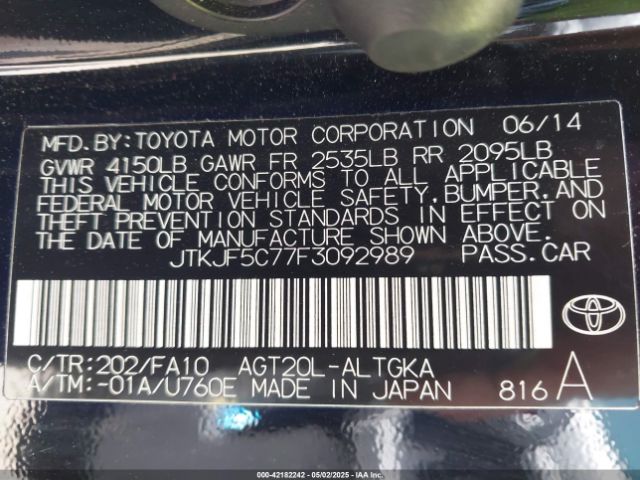 MFD.BY:TOYOTA MOTOR CORPORATION 06/14
GVWR 4150LB GAWR FR 2535LB RR 2095LB
THIS VEHICLE CONFORMS TO ALL APPLICABLE
FEDERAL MOTOR VEHICLE SAFETY,BUMPER,AND
THEFT PREVENTION STANDARDS IN EFFECT ON
THE DATE OF MANUFACTURE SHOWN ABOVE.
JTKJF5C77F3092989 PASS.CAR
C/TR:202/FA10 AGT20L-ALTGKA
A/TM:-01A/U760E MADE IN JAPAN 816A
000-42182242 - 05/02/2025 - IAA Inc.